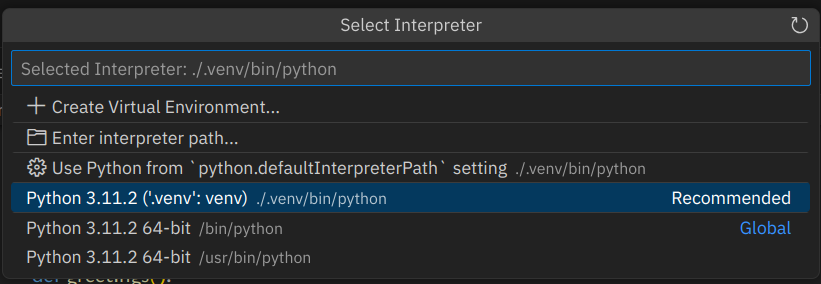 Select Interpreter
Selected Interpreter: ./.venv/bin/python
Create Virtual Environment...
Enter interpreter path...
Use Python from `python.defaultInterpreterPath` setting ./.venv/bin/python
Python 3.11.2 ('.venv': venv) ./.venv/bin/python Recommended
Python 3.11.2 64-bit /bin/python Global
Python 3.11.2 64-bit /usr/bin/python
def greetings():